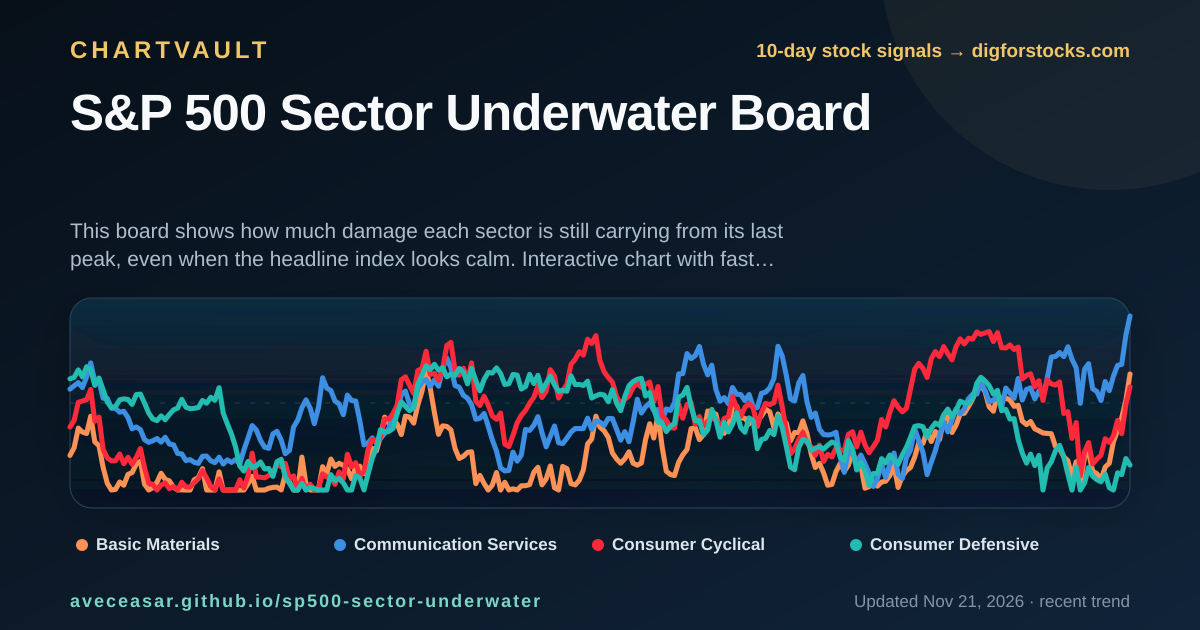 CHARTVAULT
10-day stock signals → digforstocks.com
S&P 500 Sector Underwater Board
This board shows how much damage each sector is still carrying from its last
peak, even when the headline index looks calm. Interactive chart with fast…
Basic Materials
Communication Services
Consumer Cyclical
Consumer Defensive
aveceasar.github.io/sp500-sector-underwater
Updated Nov 21, 2026 · recent trend